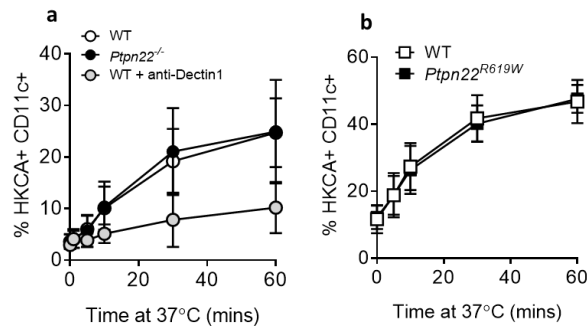 a
WT
Ptpn22-/-
WT + anti-Dectin1
% HKCA+ CD11c+
40
30
20
10
0
0 20 40 60
Time at 37°C (mins)
b
WT
Ptpn22R619W
% HKCA+ CD11c+
60
40
20
0
0 20 40 60
Time at 37°C (mins)